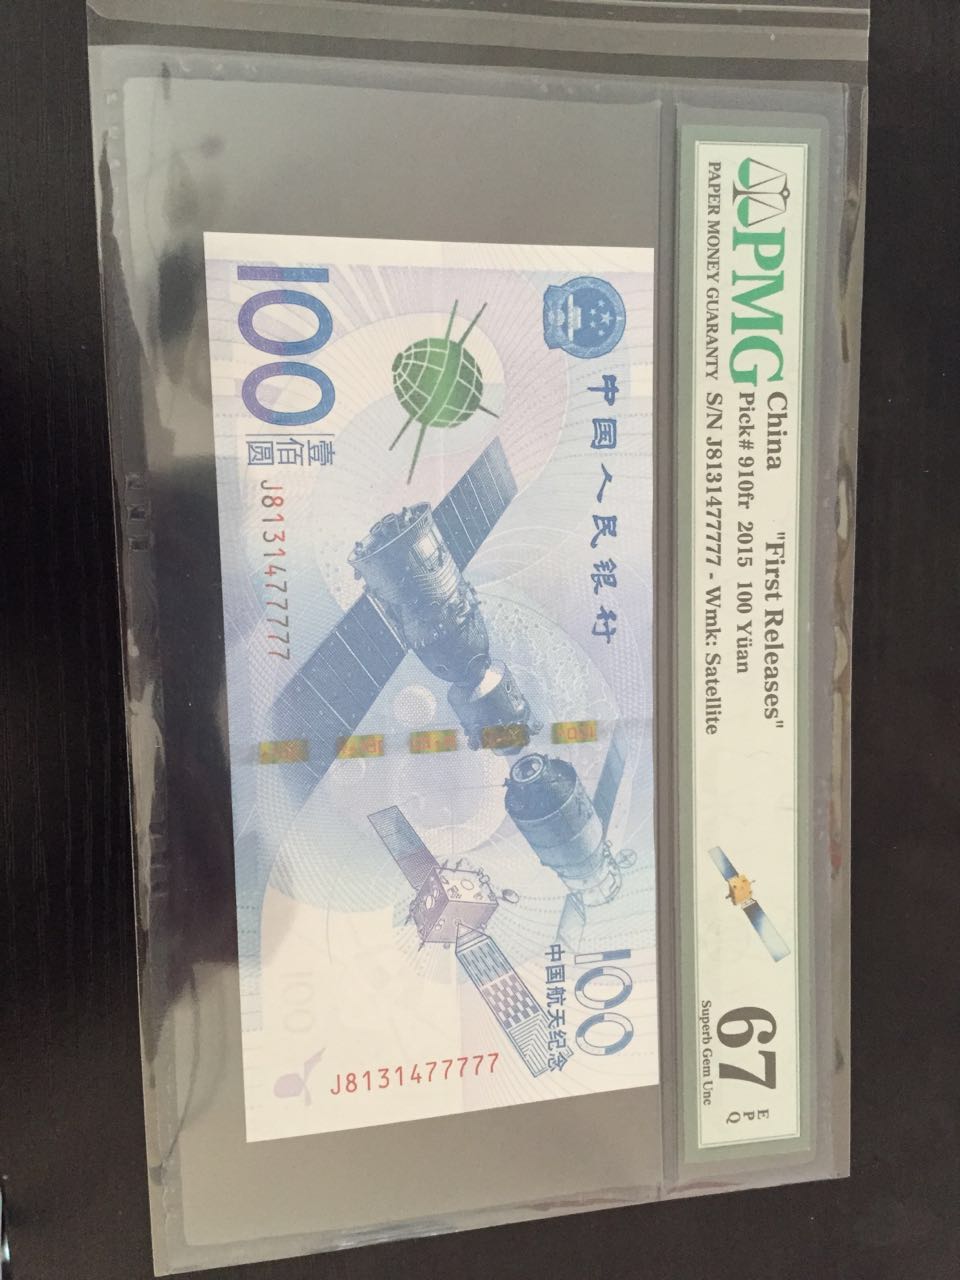 PMG
PAPER MONEY GUARANTY
China
"First Releases"
Pick# 910fr 2015 100 Yüan
S/N J8131477777 - Wmk: Satellite
67
EPQ
Superb Gem Unc
中国人民银行
100
壹佰圆
J8131477777
100
中国航天纪念
J8131477777